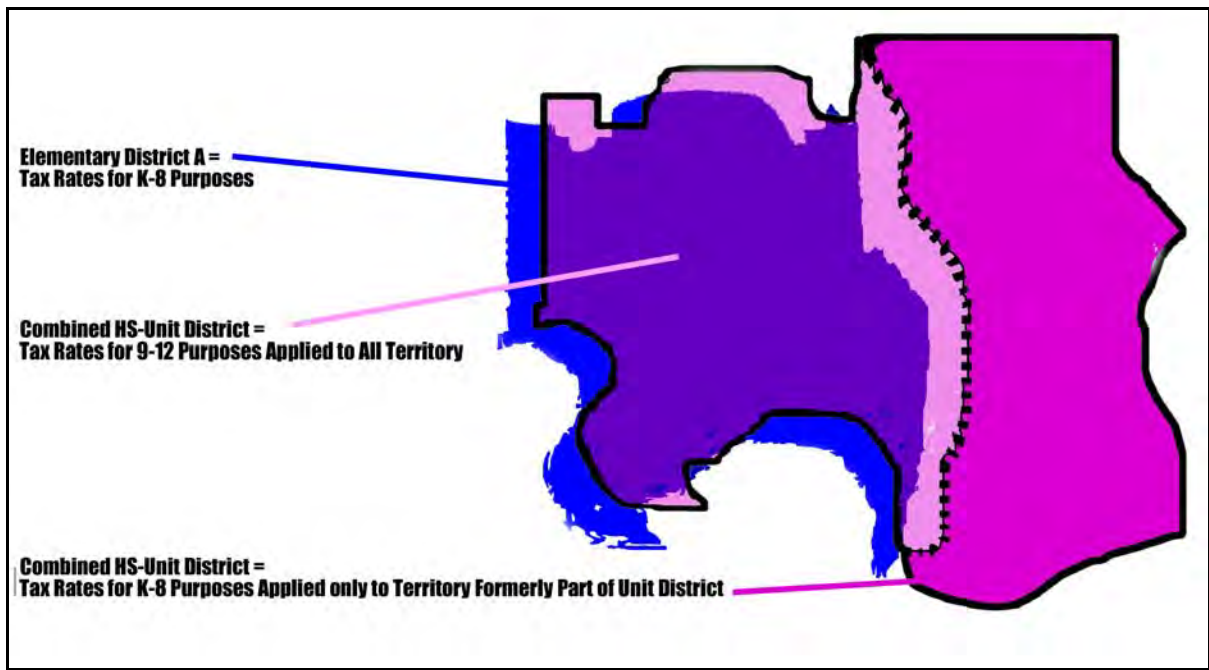 Elementary District A =
Tax Rates for K-8 Purposes
Combined HS-Unit District =
Tax Rates for 9-12 Purposes Applied to All Territory
Combined HS-Unit District =
Tax Rates for K-8 Purposes Applied only to Territory Formerly Part of Unit District